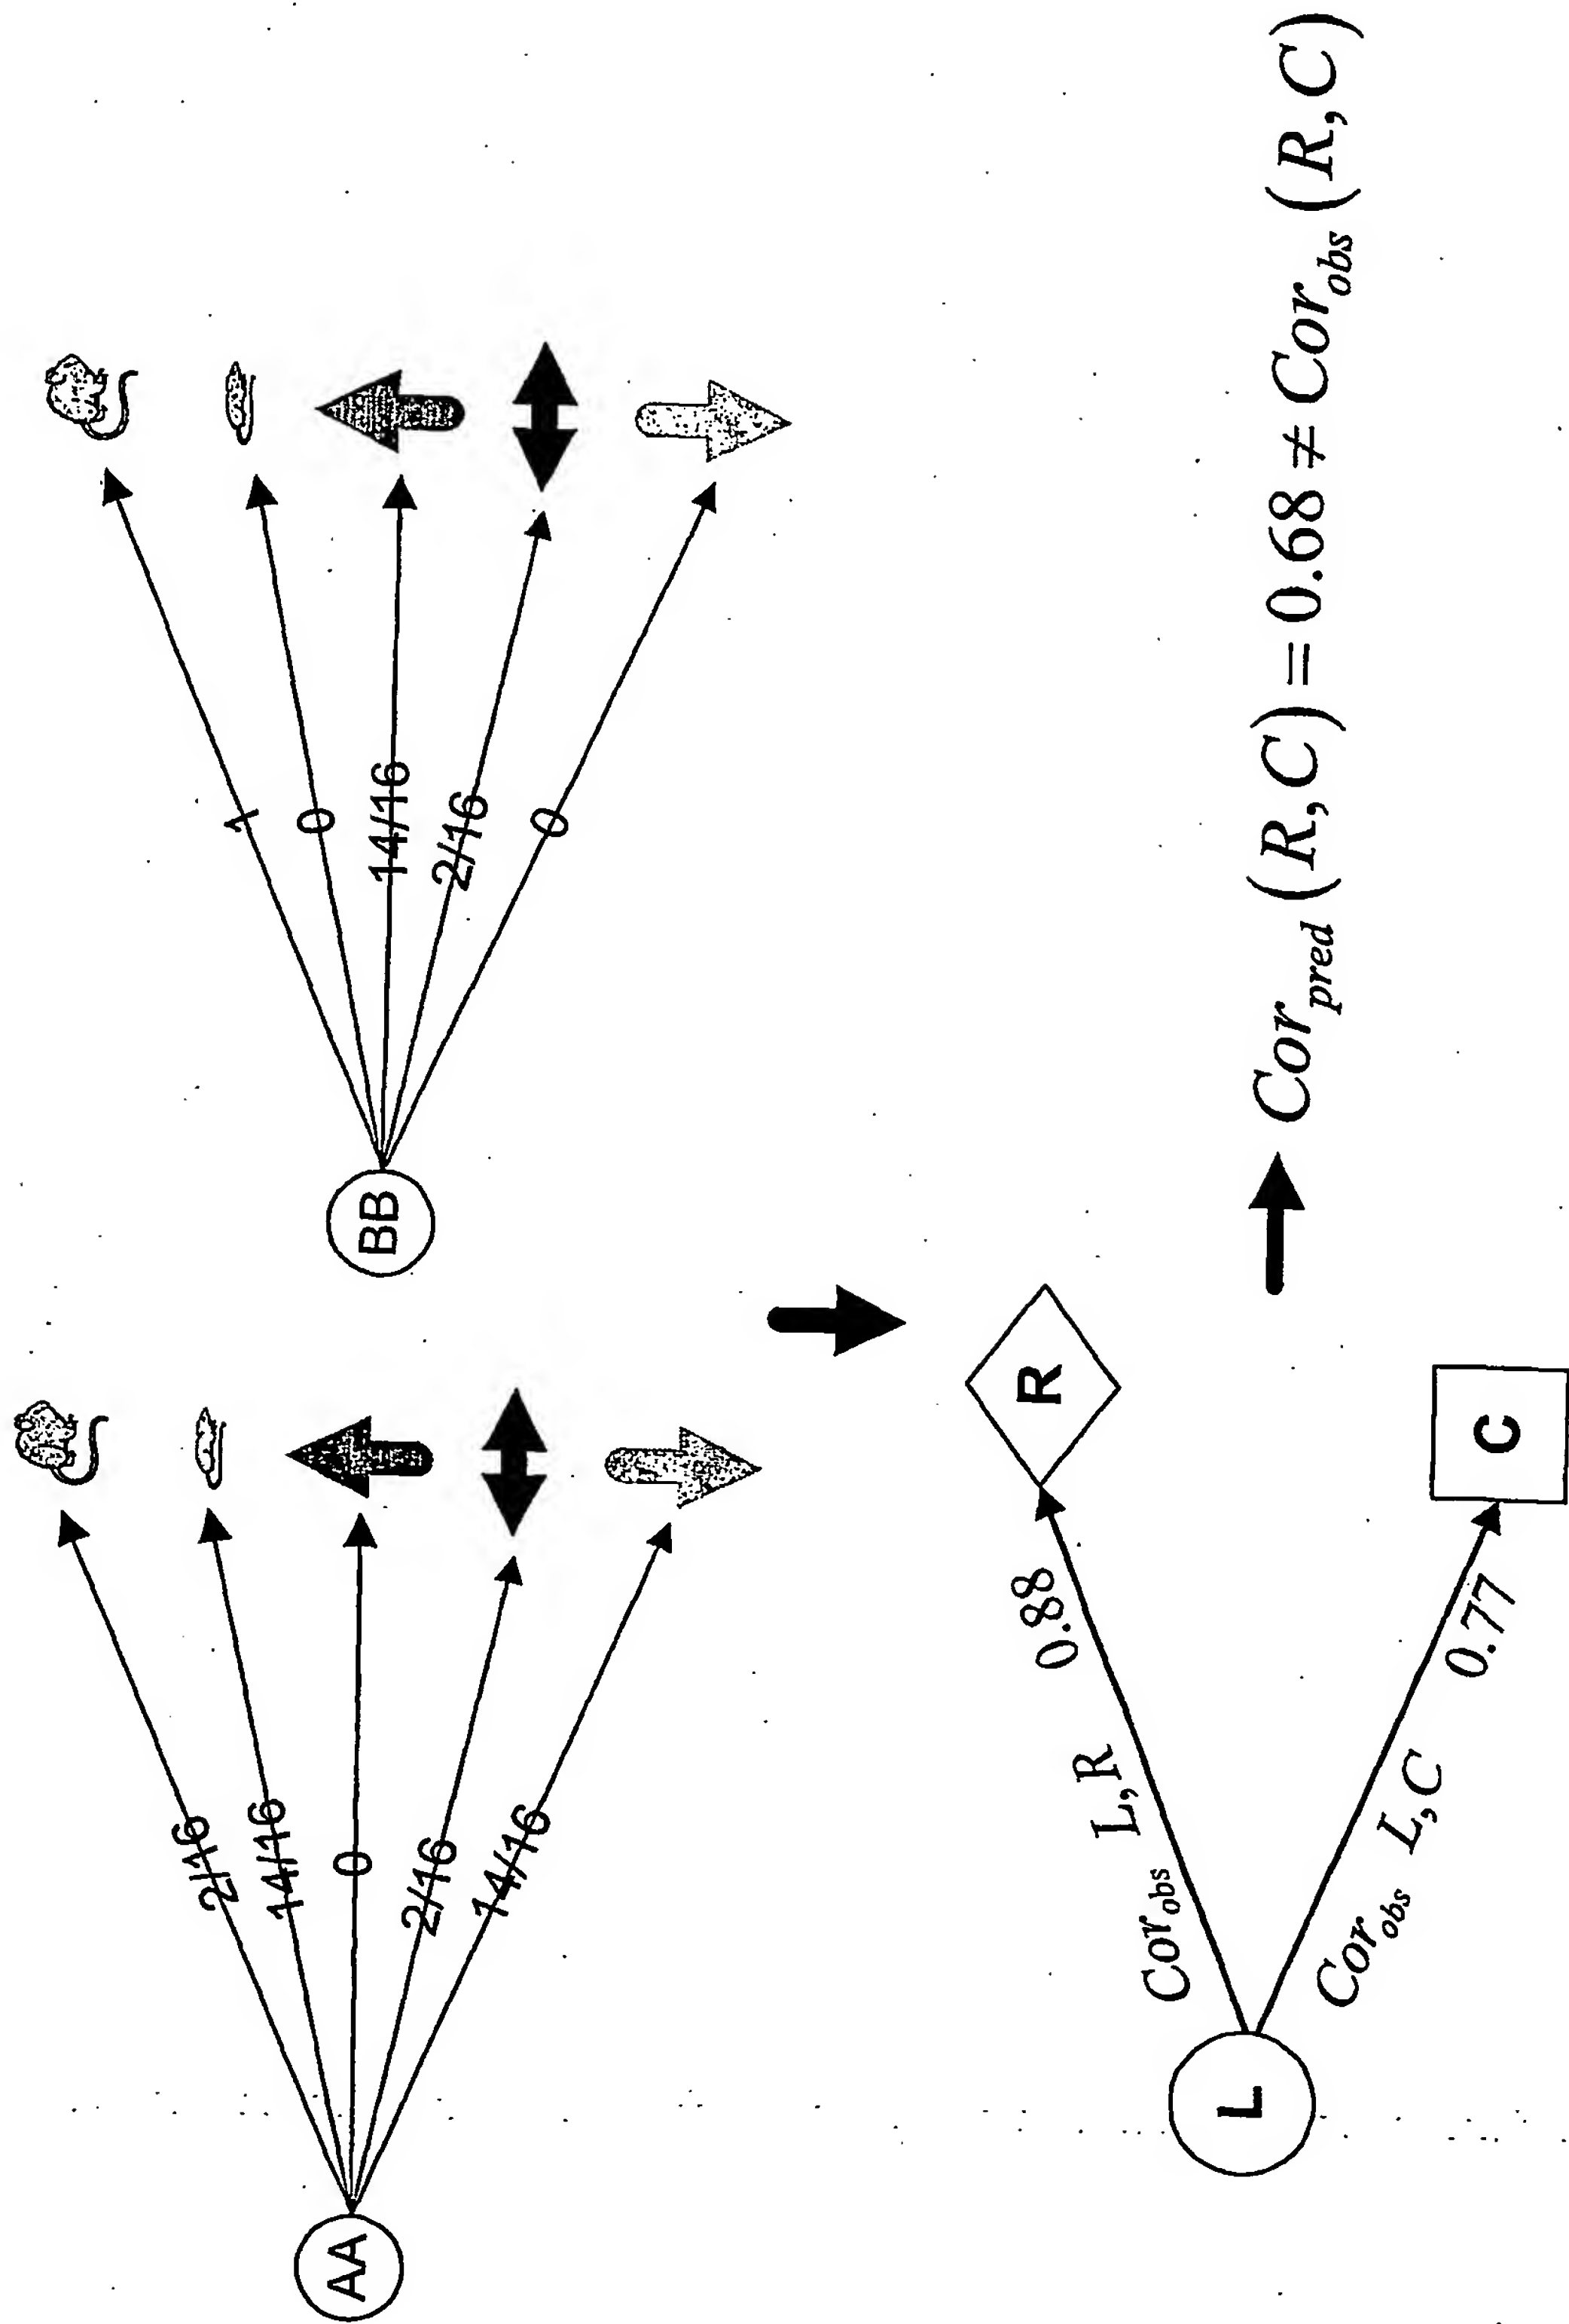 AA
2/16
14/16
0
2/16
14/16
BB
1
0
14/16
2/16
0
L
Cor_obs L,R 0.88
Cor_obs L,C 0.77
R
C
Cor_pred (R,C) = 0.68 ≠ Cor_obs (R,C)